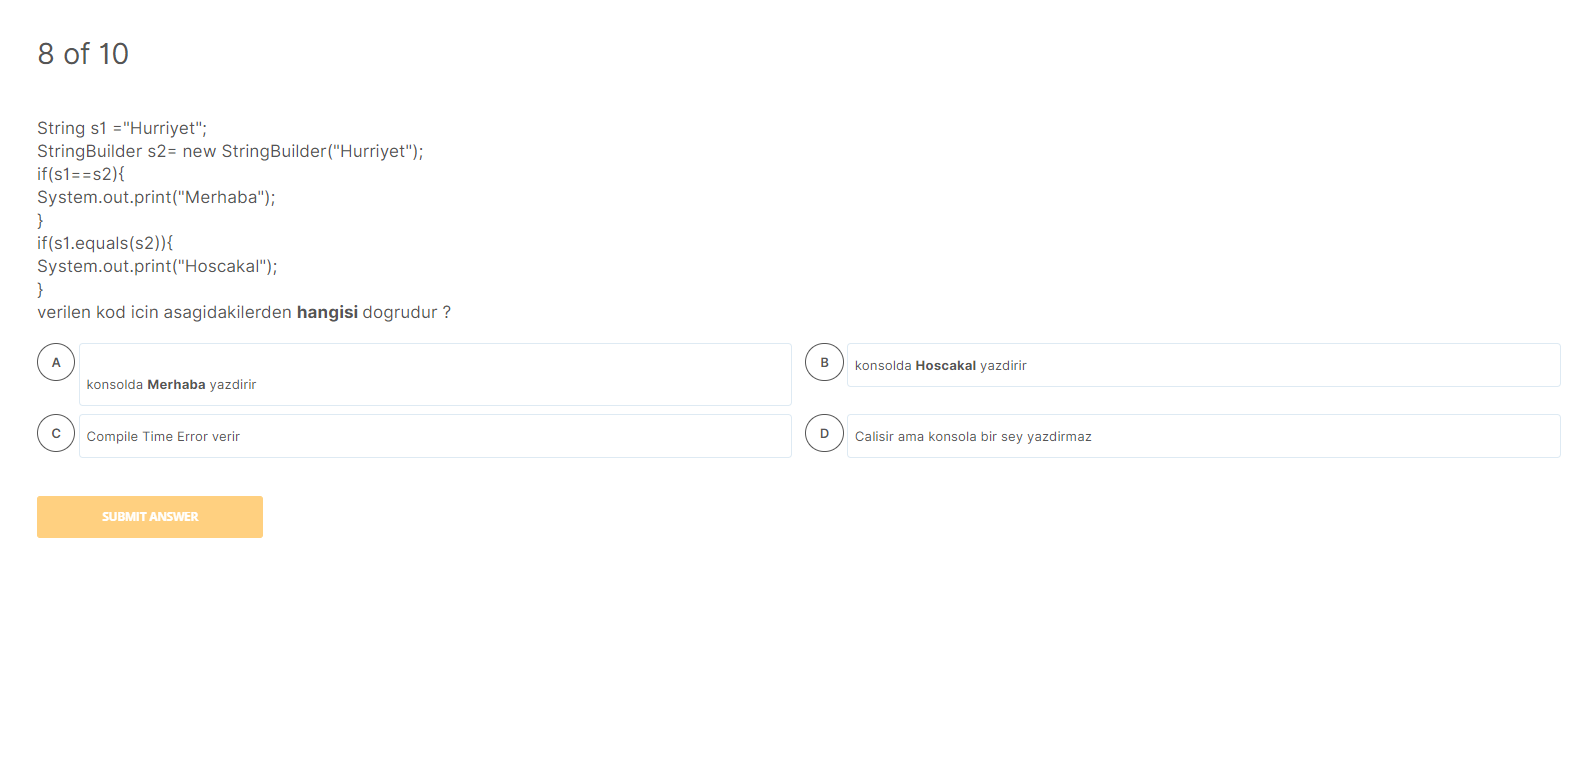 8 of 10
String s1 ="Hurriyet";
StringBuilder s2= new StringBuilder("Hurriyet");
if(s1==s2){
System.out.print("Merhaba");
}
if(s1.equals(s2)){
System.out.print("Hoscakal");
}
verilen kod icin asagidakilerden hangisi dogrudur ?
A
konsolda Merhaba yazdirir
B
konsolda Hoscakal yazdirir
C
Compile Time Error verir
D
Calisir ama konsola bir sey yazdirmaz
SUBMIT ANSWER